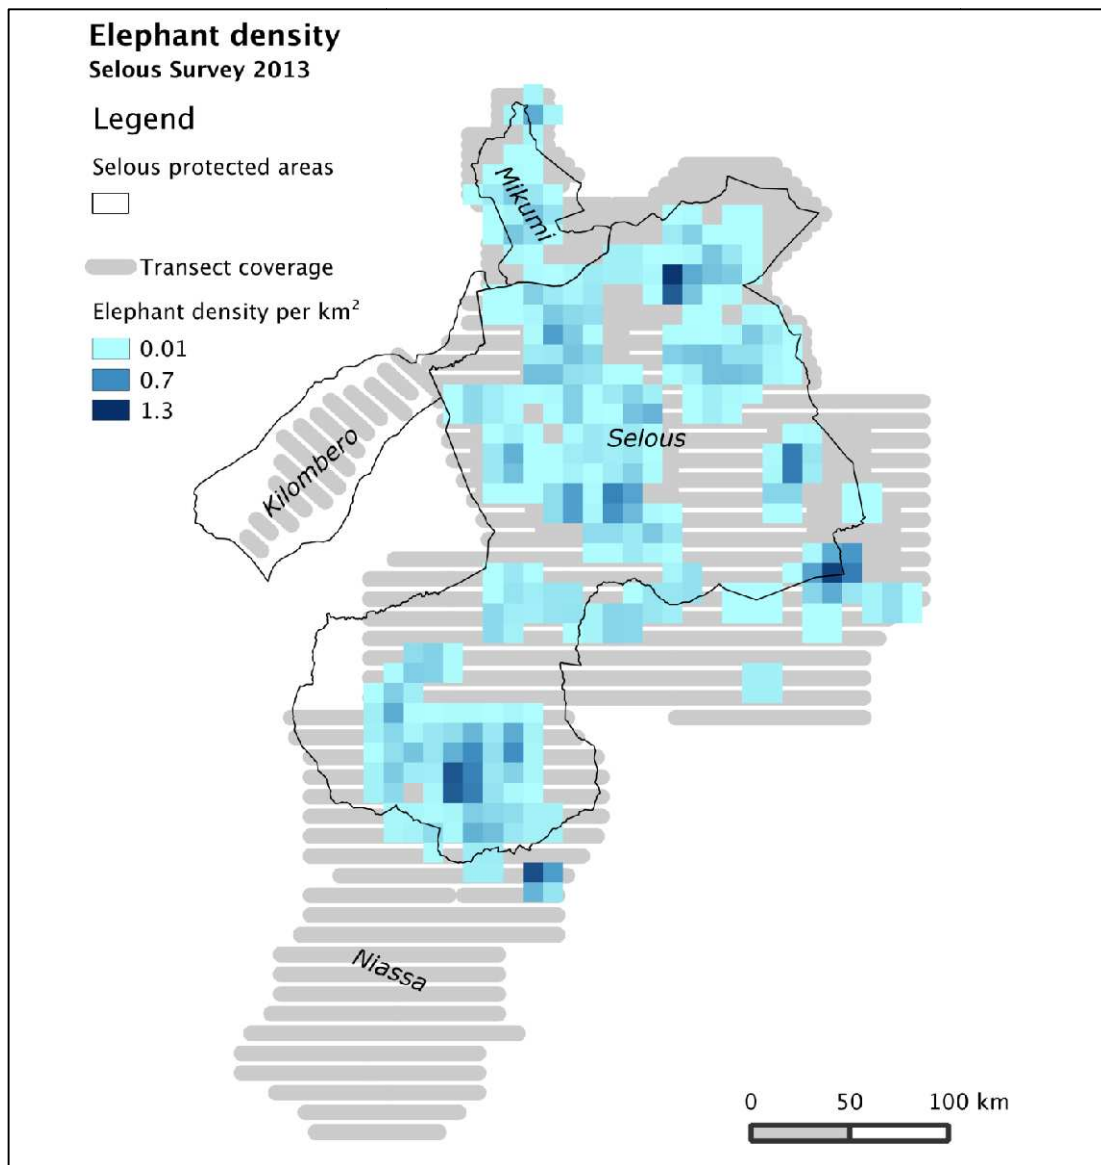 Elephant density
Selous Survey 2013
Legend
Selous protected areas
Transect coverage
Elephant density per km²
0.01
0.7
1.3
Mikumi
Kilombero
Selous
Niassa
0 50 100 km